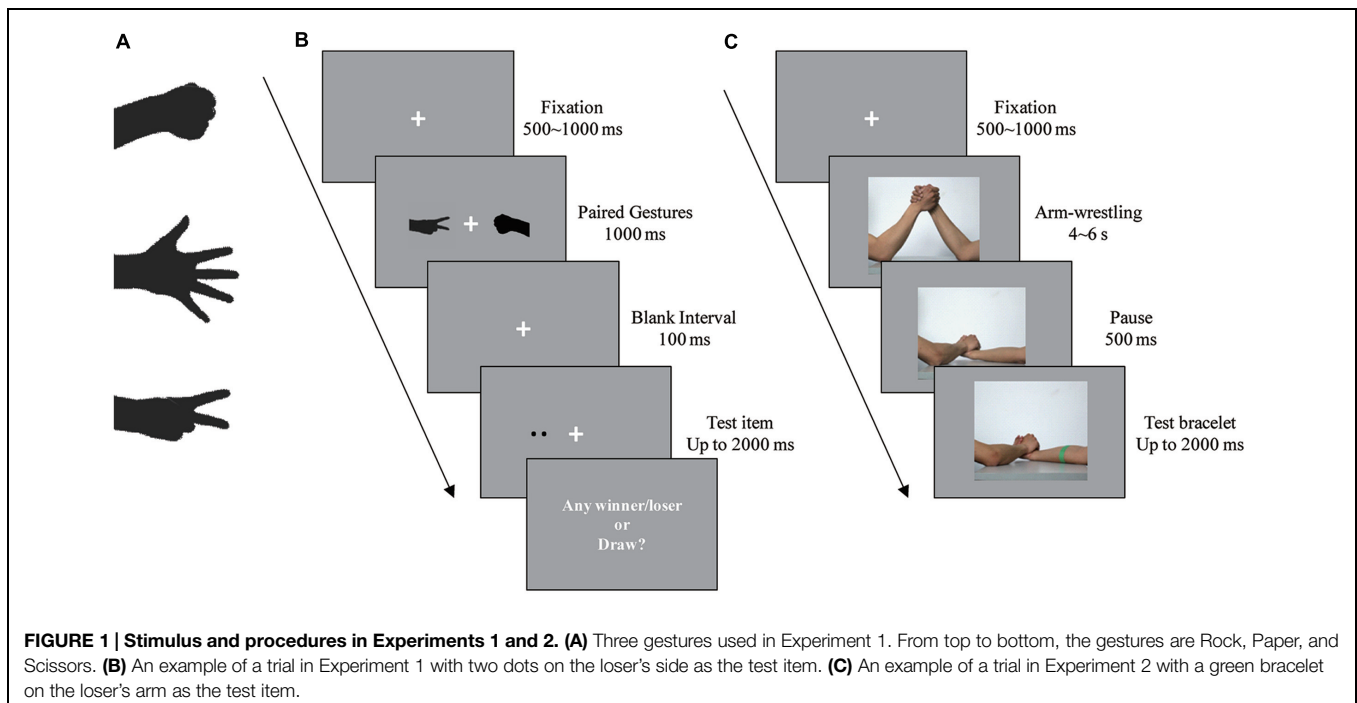 A
B
C
Fixation
500~1000 ms
Paired Gestures
1000 ms
Blank Interval
100 ms
Test item
Up to 2000 ms
Any winner/loser
or
Draw?
Fixation
500~1000 ms
Arm-wrestling
4~6 s
Pause
500 ms
Test bracelet
Up to 2000 ms
FIGURE 1 | Stimulus and procedures in Experiments 1 and 2. (A) Three gestures used in Experiment 1. From top to bottom, the gestures are Rock, Paper, and
Scissors. (B) An example of a trial in Experiment 1 with two dots on the loser's side as the test item. (C) An example of a trial in Experiment 2 with a green bracelet
on the loser's arm as the test item.